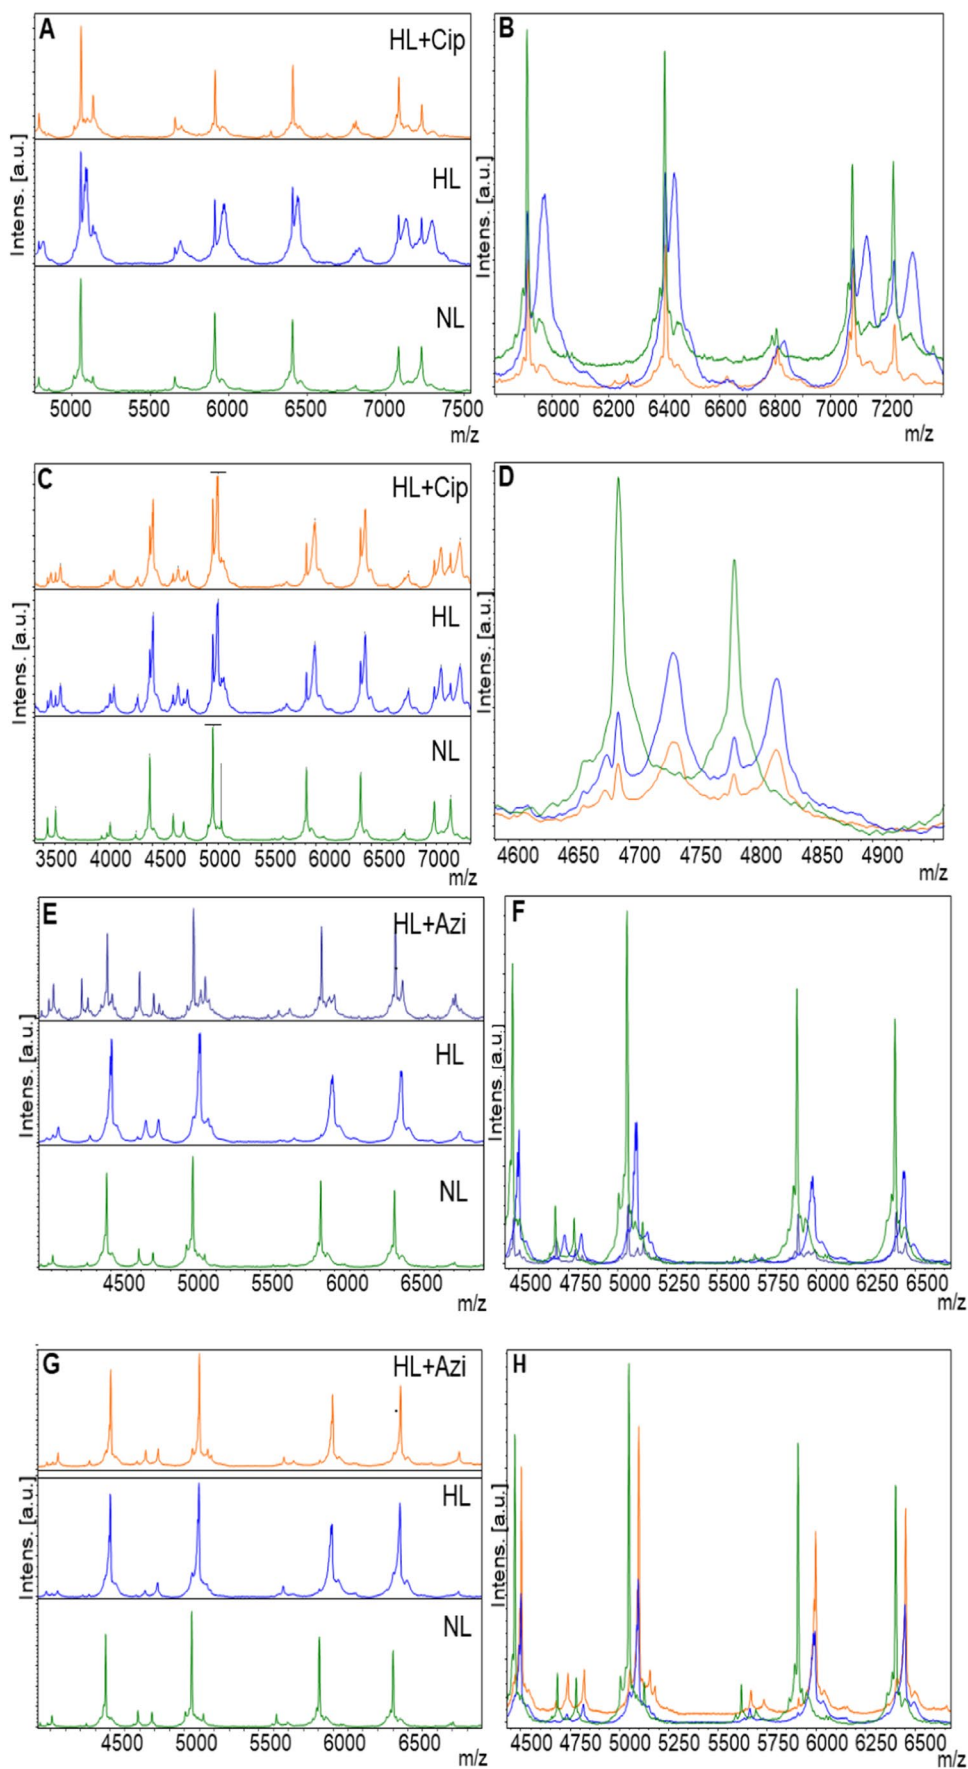 A
HL+Cip
HL
NL
Intens. [a.u.]
5000 5500 6000 6500 7000 7500
m/z
B
Intens. [a.u.]
6000 6200 6400 6600 6800 7000 7200
m/z
C
HL+Cip
HL
NL
Intens. [a.u.]
3500 4000 4500 5000 5500 6000 6500 7000
m/z
D
Intens. [a.u.]
4600 4650 4700 4750 4800 4850 4900
m/z
E
HL+Azi
HL
NL
Intens. [a.u.]
4500 5000 5500 6000 6500
m/z
F
Intens. [a.u.]
4500 4750 5000 5250 5500 5750 6000 6250 6500
m/z
G
HL+Azi
HL
NL
Intens. [a.u.]
4500 5000 5500 6000 6500
m/z
H
Intens. [a.u.]
4500 4750 5000 5250 5500 5750 6000 6250 6500
m/z